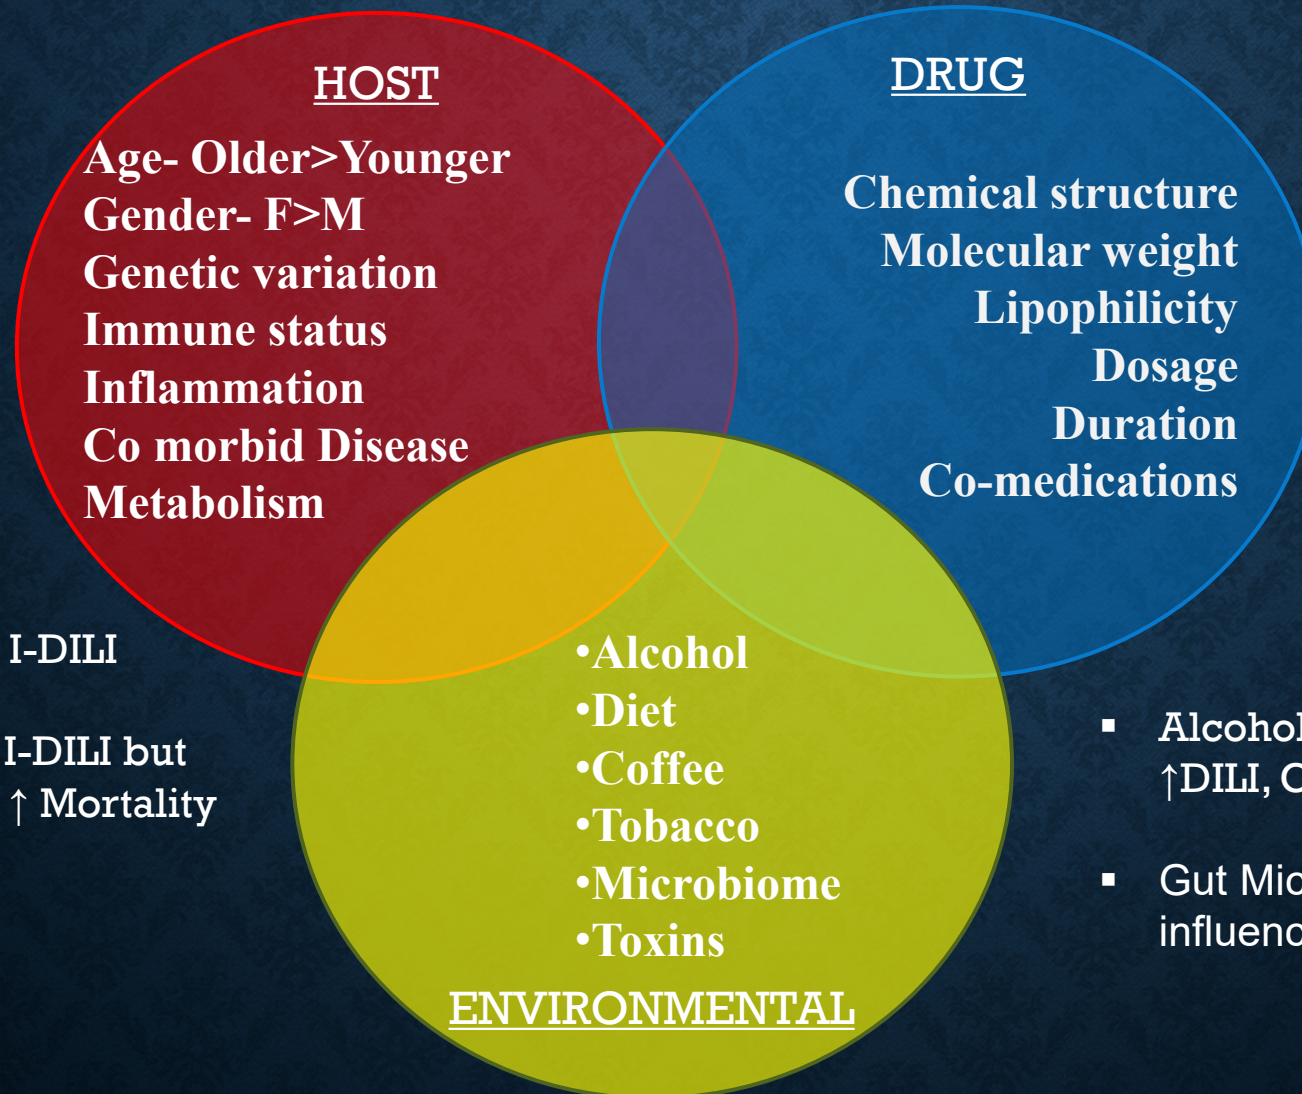 HOST
Age- Older>Younger
Gender- F>M
Genetic variation
Immune status
Inflammation
Co morbid Disease
Metabolism
DRUG
Chemical structure
Molecular weight
Lipophilicity
Dosage
Duration
Co-medications
•Alcohol
•Diet
•Coffee
•Tobacco
•Microbiome
•Toxins
ENVIRONMENTAL
I-DILI
I-DILI but
↑ Mortality
▪ Alcohol
↑DILI,
▪ Gut